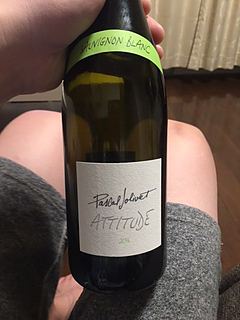 SAUVIGNON BLANC
Pascal Jolivet
ATTITUDE